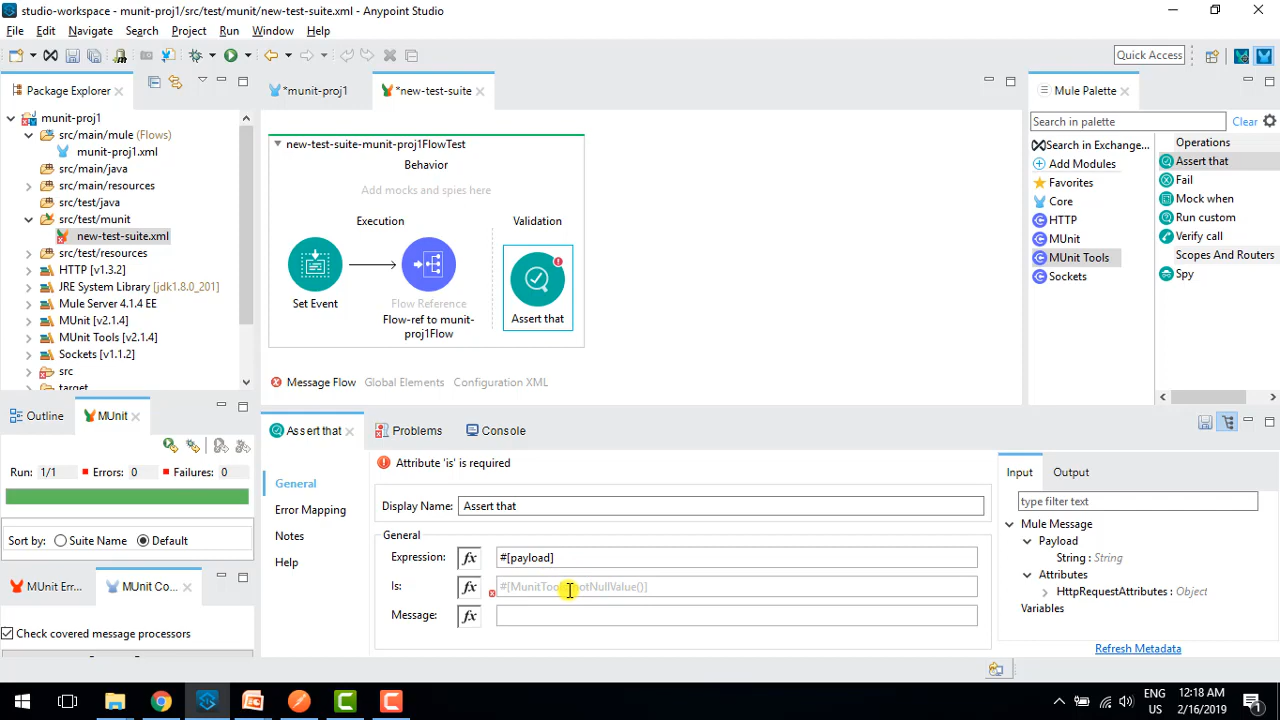 studio-workspace - munit-proj1/src/test/munit/new-test-suite.xml - Anypoint Studio
File Edit Navigate Search Project Run Window Help
Quick Access
Package Explorer
*munit-proj1
*new-test-suite
Mule Palette
munit-proj1
src/main/mule (Flows)
munit-proj1.xml
src/main/java
src/main/resources
src/test/java
src/test/munit
new-test-suite.xml
src/test/resources
HTTP [v1.3.2]
JRE System Library [jdk1.8.0_201]
Mule Server 4.1.4 EE
MUnit [v2.1.4]
MUnit Tools [v2.1.4]
Sockets [v1.1.2]
src
target
new-test-suite-munit-proj1FlowTest
Behavior
Add mocks and spies here
Execution
Validation
Set Event
Flow Reference
Flow-ref to munit-
proj1Flow
Assert that
Message Flow Global Elements Configuration XML
Search in palette
Clear
Search in Exchange...
Add Modules
Favorites
Core
HTTP
MUnit
MUnit Tools
Sockets
Operations
Assert that
Fail
Mock when
Run custom
Verify call
Scopes And Routers
Spy
Outline
MUnit
Run: 1/1 Errors: 0 Failures: 0
Sort by: Suite Name Default
MUnit Err...
MUnit Co...
Check covered message processors
Assert that
Problems
Console
General
Error Mapping
Notes
Help
Attribute 'is' is required
Display Name: Assert that
General
Expression: fx #[payload]
Is: fx #[MunitTools::notNullValue()]
Message: fx
Input Output
type filter text
Mule Message
Payload
String : String
Attributes
HttpRequestAttributes : Object
Variables
Refresh Metadata
ENG
US
12:18 AM
2/16/2019
1